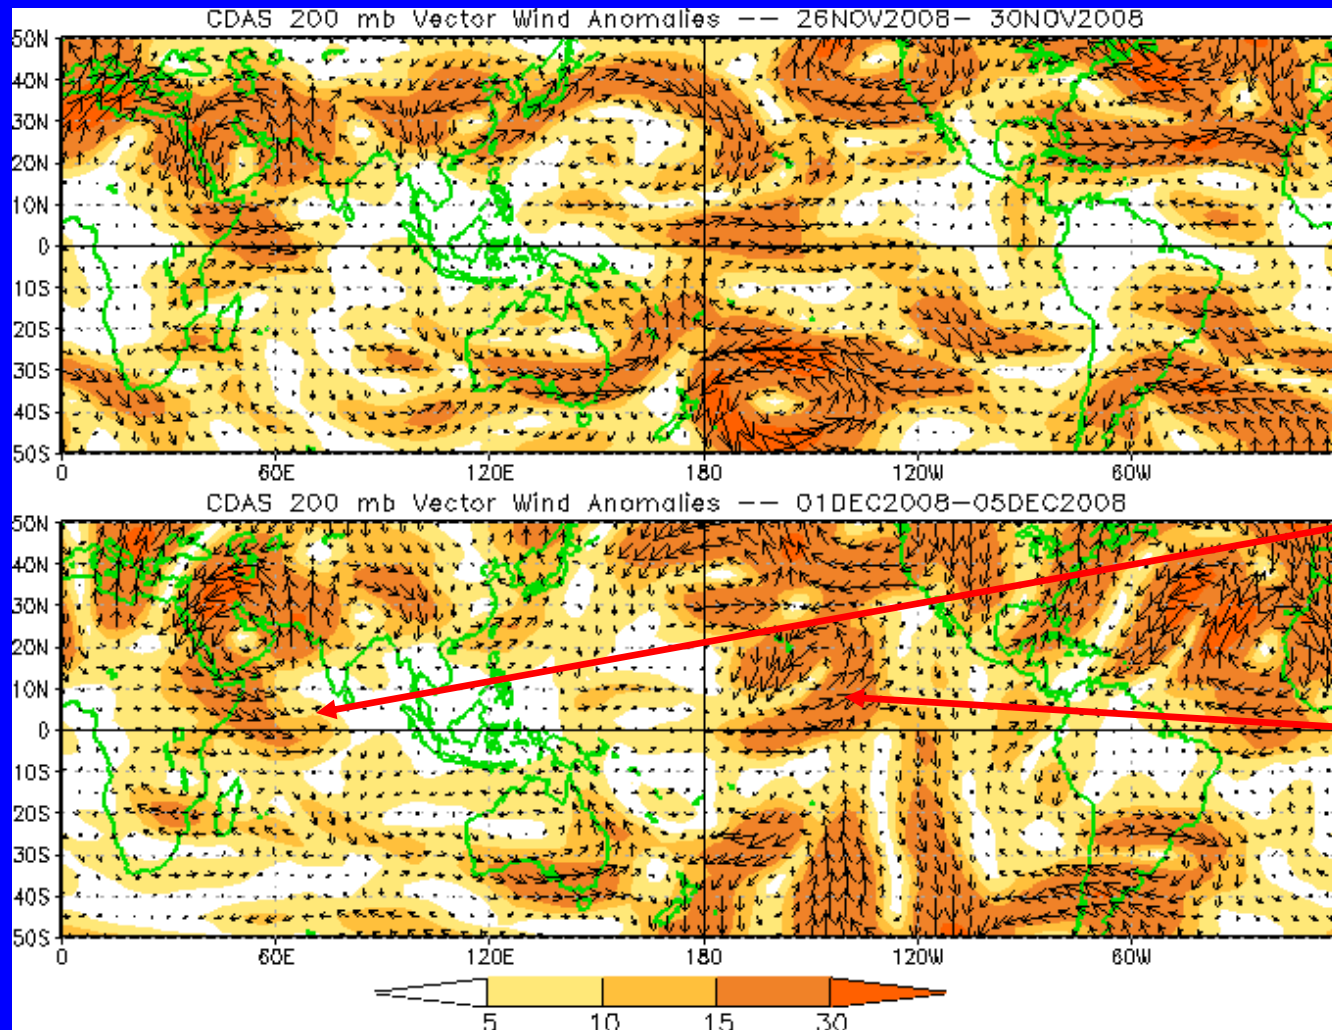 CDAS 200 mb Vector Wind Anomalies -- 26NOV2008- 30NOV2008
50N
40N
30N
20N
10N
0
10S
20S
30S
40S
50S
0 60E 120E 180 120W 60W
CDAS 200 mb Vector Wind Anomalies -- 01DEC2008-05DEC2008
50N
40N
30N
20N
10N
0
10S
20S
30S
40S
50S
0 60E 120E 180 120W 60W
5 10 15 30